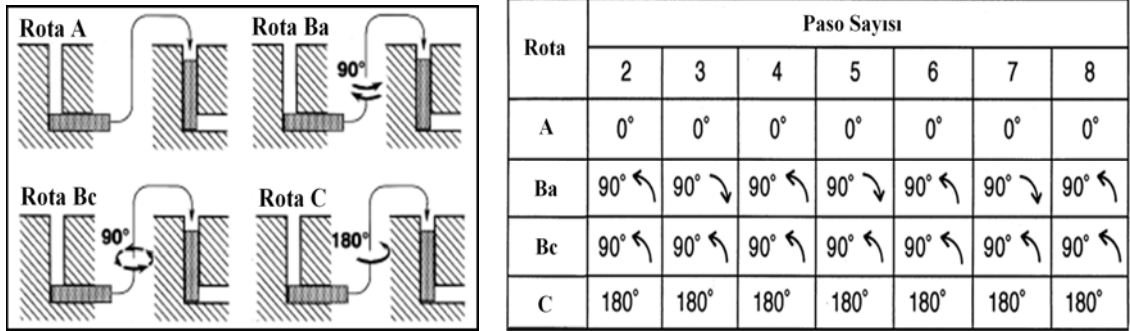 Rota A
Rota Ba
90°
Rota Bc
90°
Rota C
180°
Rota Paso Sayısı
2 3 4 5 6 7 8
A 0° 0° 0° 0° 0° 0° 0°
Ba 90° 90° 90° 90° 90° 90° 90°
Bc 90° 90° 90° 90° 90° 90° 90°
C 180° 180° 180° 180° 180° 180° 180°